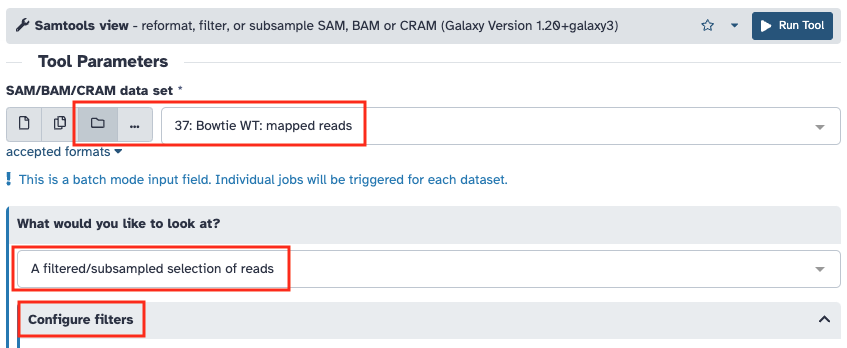 Samtools view - reformat, filter, or subsample SAM, BAM or CRAM (Galaxy Version 1.20+galaxy3) Run Tool
Tool Parameters
SAM/BAM/CRAM data set *
... 37: Bowtie WT: mapped reads
accepted formats
! This is a batch mode input field. Individual jobs will be triggered for each dataset.
What would you like to look at?
A filtered/subsampled selection of reads
Configure filters